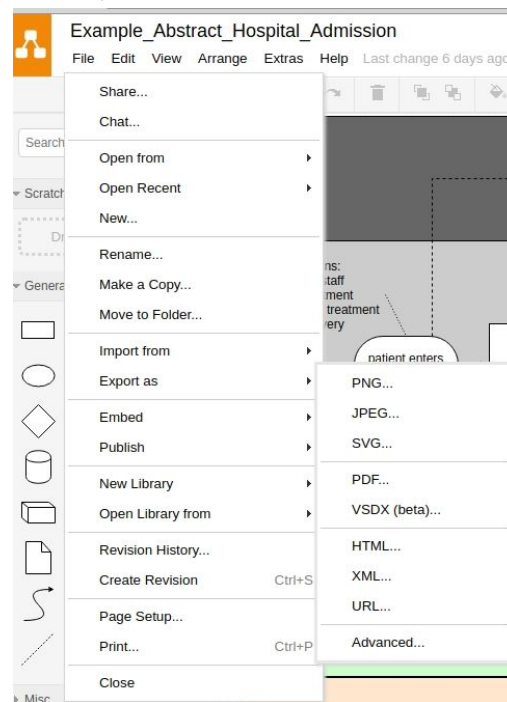 Example_Abstract_Hospital_Admission
File Edit View Arrange Extras Help Last change 6 days ago
Share...
Chat...
Search
Open from
Open Recent
Scratch
New...
Rename...
Make a Copy...
Move to Folder...
Genera
staff
treatment
Import from
Export as
patient enters
PNG...
JPEG...
SVG...
Embed
Publish
PDF...
VSDX (beta)...
New Library
Open Library from
HTML...
XML...
URL...
Revision History...
Create Revision Ctrl+S
Page Setup...
Print... Ctrl+P
Advanced...
Close
Misc